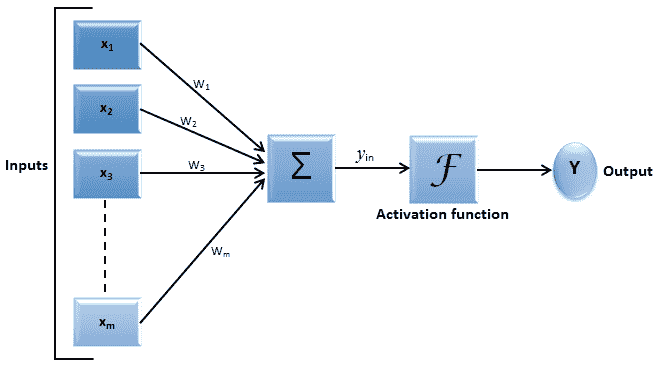 x1
w1
x2
w2
Inputs
x3
w3
Σ
yin
ℱ
Y
Output
Activation function
wm
xm